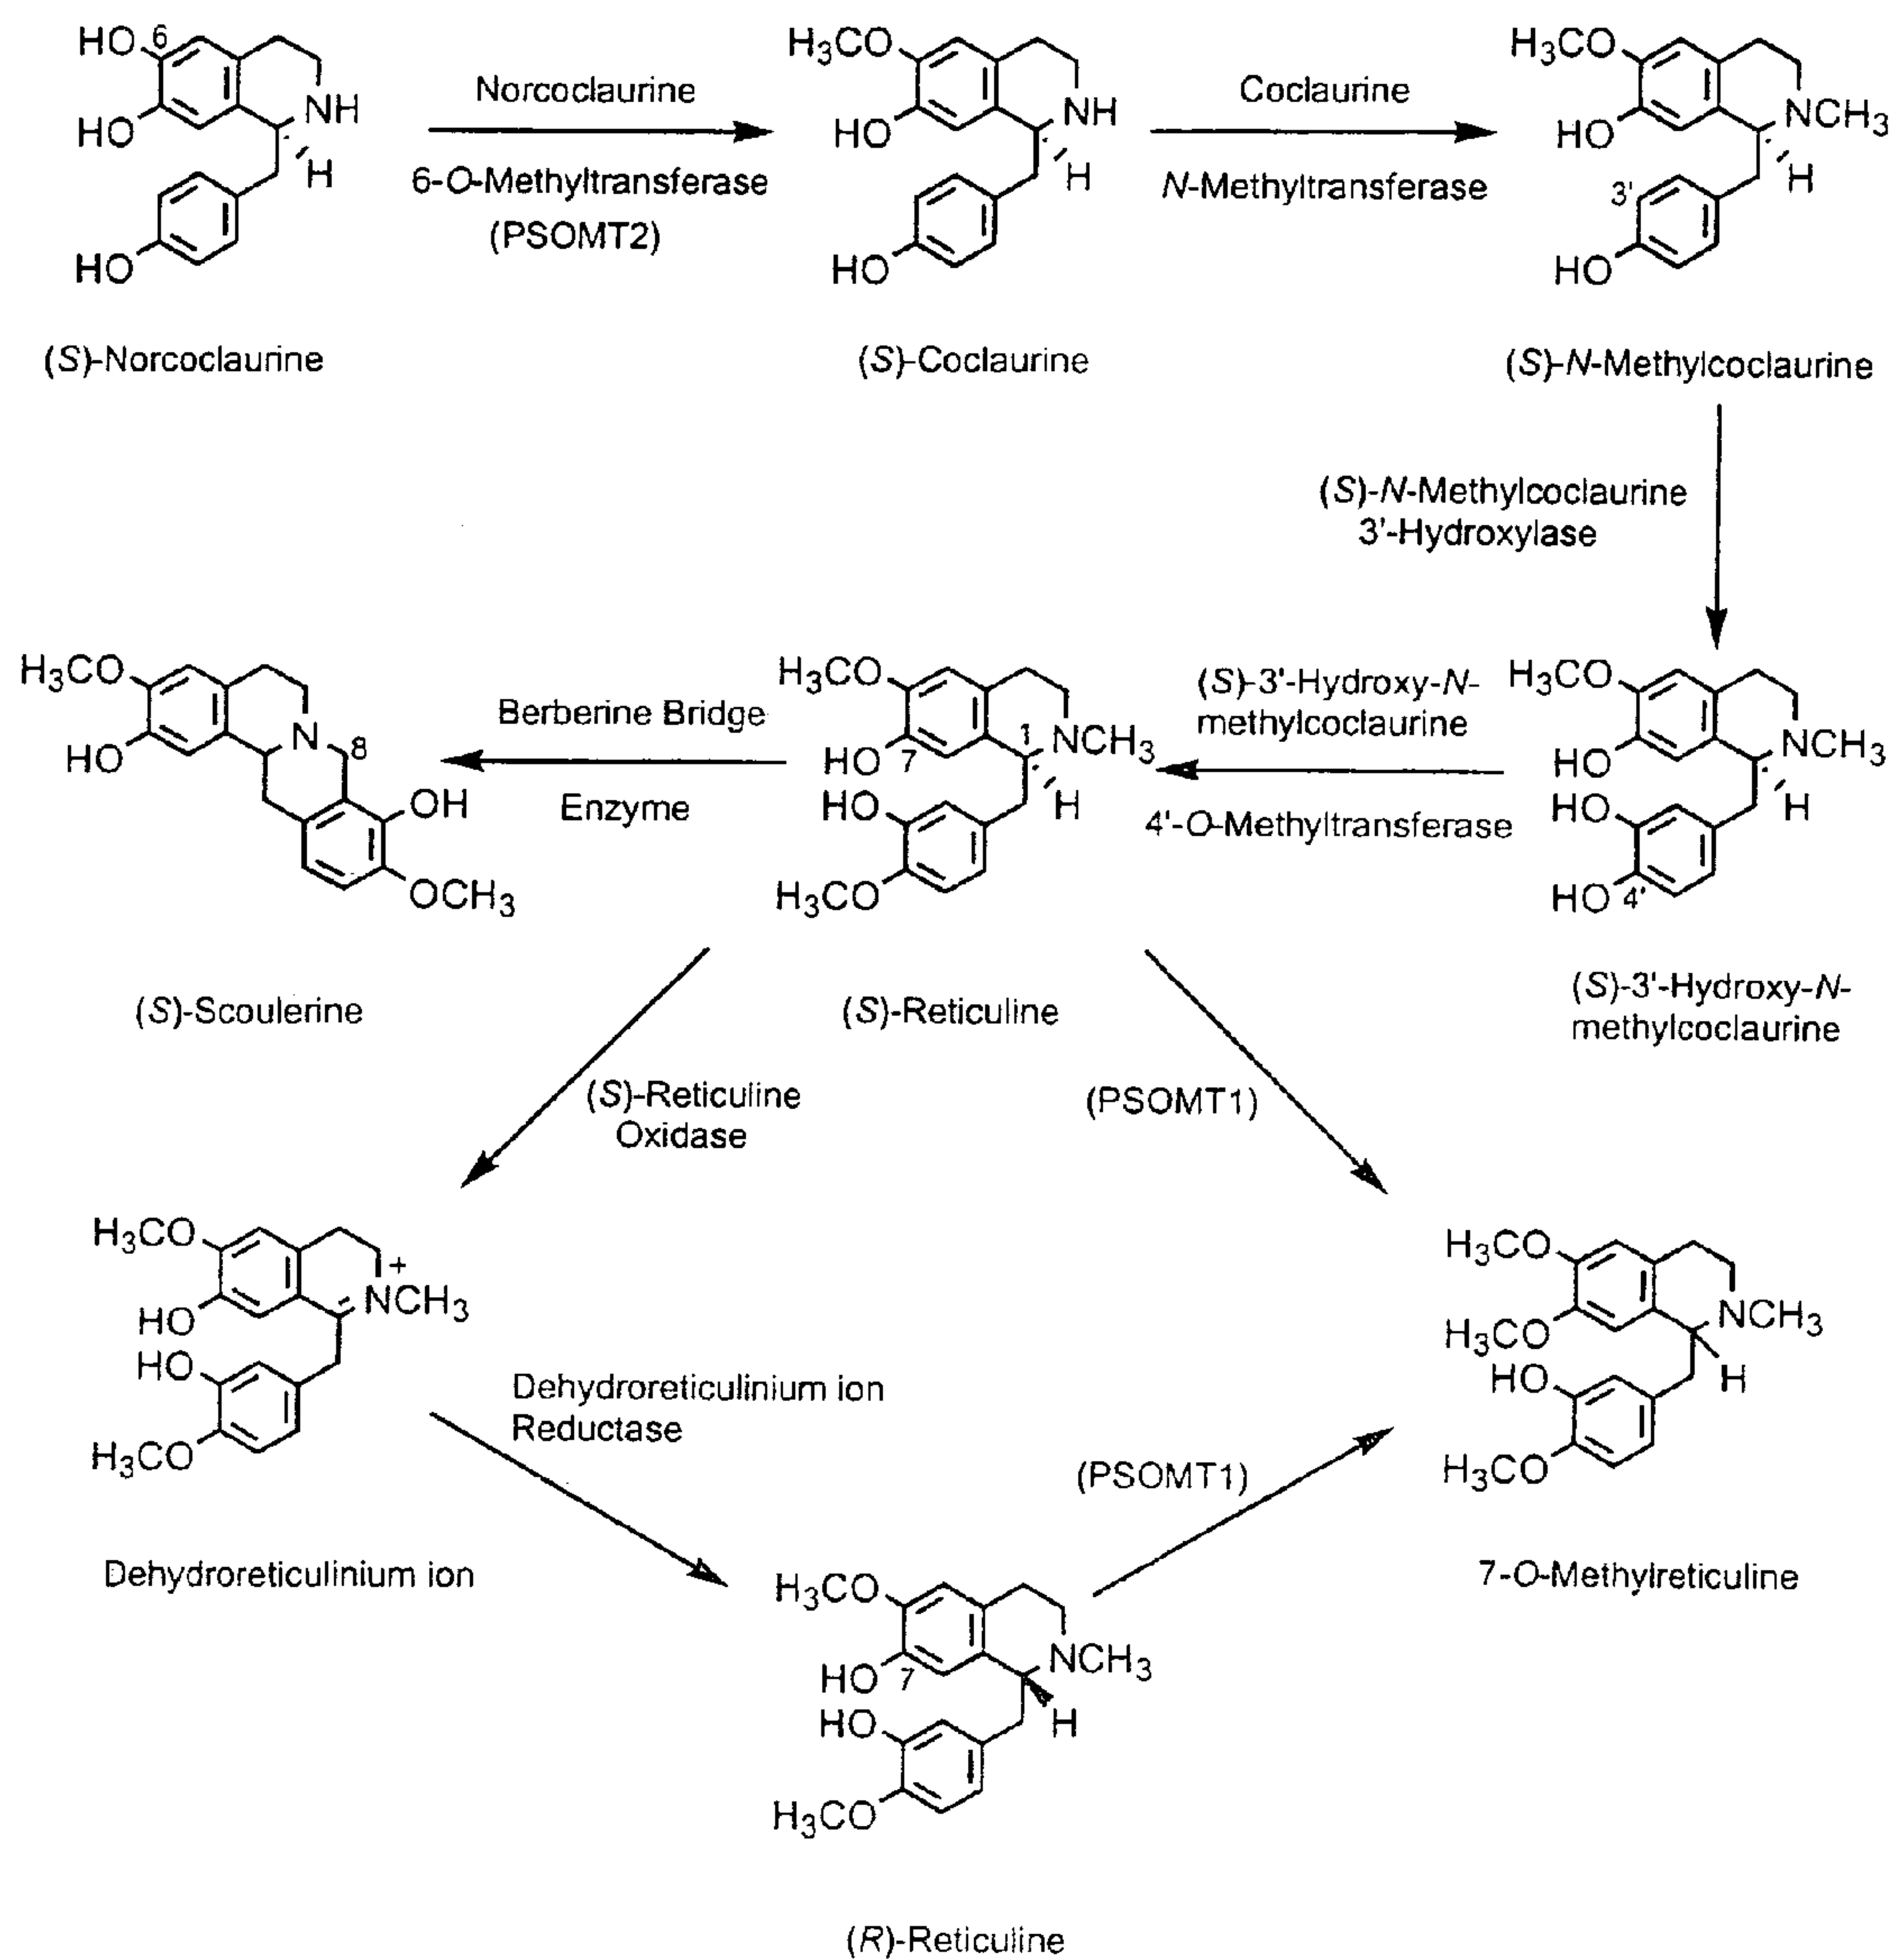 HO
6
HO
NH
H
HO
Norcoclaurine
6-O-Methyltransferase
(PSOMT2)
H3CO
HO
NH
H
HO
Coclaurine
N-Methyltransferase
H3CO
HO
NCH3
H
3'
HO
(S)-Norcoclaurine
(S)-Coclaurine
(S)-N-Methylcoclaurine
(S)-N-Methylcoclaurine
3'-Hydroxylase
H3CO
HO
N
8
OH
OCH3
Berberine Bridge
Enzyme
H3CO
HO
7
1
NCH3
H
HO
H3CO
(S)-3'-Hydroxy-N-
methylcoclaurine
4'-O-Methyltransferase
H3CO
HO
NCH3
H
HO
HO
4'
(S)-Scoulerine
(S)-Reticuline
(S)-3'-Hydroxy-N-
methylcoclaurine
(S)-Reticuline
Oxidase
(PSOMT1)
H3CO
HO
+
NCH3
HO
H3CO
H3CO
H3CO
NCH3
H
HO
H3CO
Dehydroreticulinium ion
Reductase
(PSOMT1)
Dehydroreticulinium ion
7-O-Methylreticuline
H3CO
HO
7
NCH3
H
HO
H3CO
(R)-Reticuline